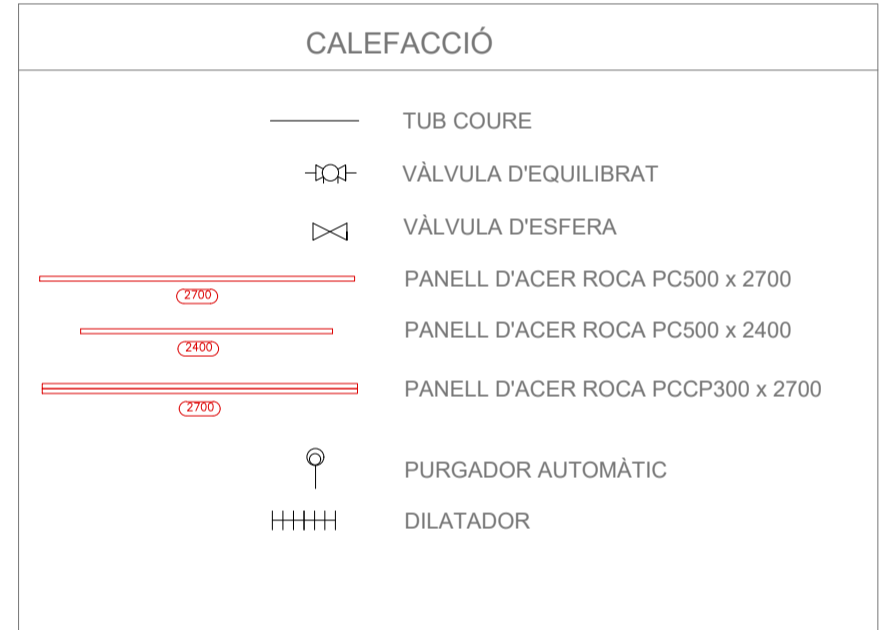 CALEFACCIÓ
TUB COURE
VÀLVULA D'EQUILIBRAT
VÀLVULA D'ESFERA
PANELL D'ACER ROCA PC500 x 2700
2700
PANELL D'ACER ROCA PC500 x 2400
2400
PANELL D'ACER ROCA PCCP300 x 2700
2700
PURGADOR AUTOMÀTIC
DILATADOR